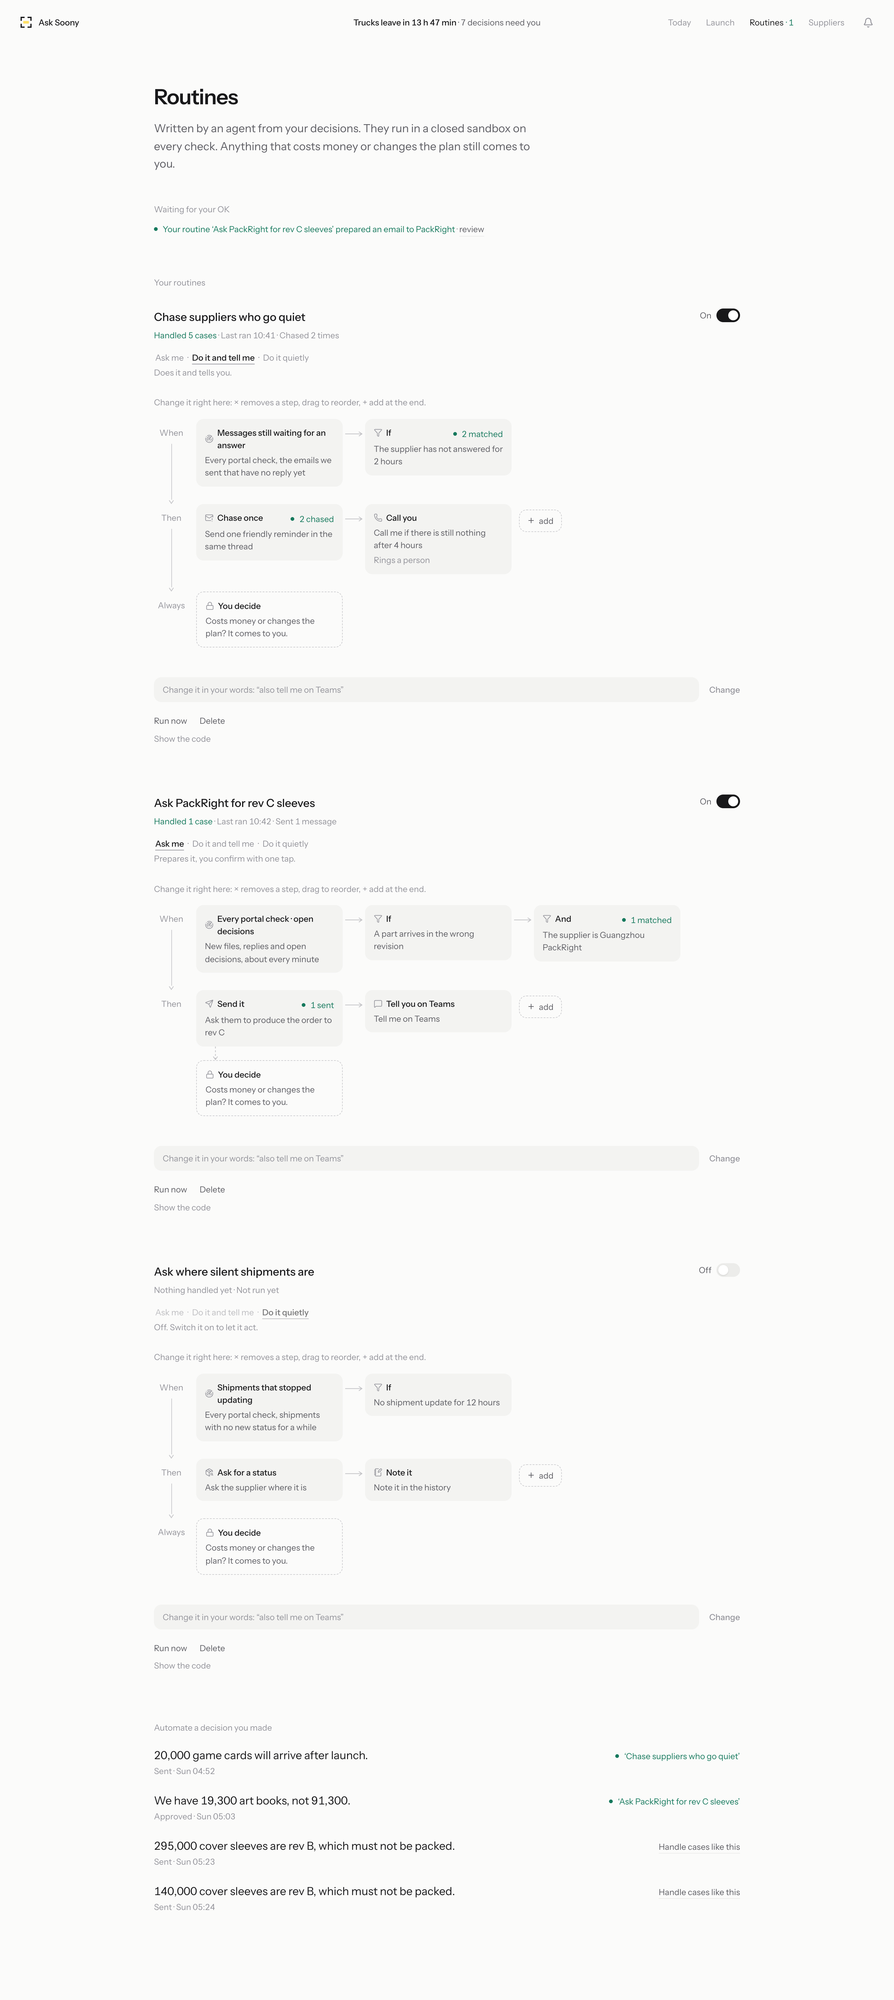 Ask Soony
Trucks leave in 13 h 47 min · 7 decisions need you
Today
Launch
Routines · 1
Suppliers
Routines
Written by an agent from your decisions. They run in a closed sandbox on
every check. Anything that costs money or changes the plan still comes to
you.
Waiting for your OK
Your routine ‘Ask PackRight for rev C sleeves’ prepared an email to PackRight · review
Your routines
Chase suppliers who go quiet
On
Handled 5 cases · Last ran 10:41 · Chased 2 times
Ask me · Do it and tell me · Do it quietly
Does it and tells you.
Change it right here: × removes a step, drag to reorder, + add at the end.
When
Messages still waiting for an
answer
Every portal check, the emails we
sent that have no reply yet
If
2 matched
The supplier has not answered for
2 hours
Then
Chase once
2 chased
Send one friendly reminder in the
same thread
Call you
Call me if there is still nothing
after 4 hours
Rings a person
+ add
Always
You decide
Costs money or changes the
plan? It comes to you.
Change it in your words: “also tell me on Teams”
Change
Run now
Delete
Show the code
Ask PackRight for rev C sleeves
On
Handled 1 case · Last ran 10:42 · Sent 1 message
Ask me · Do it and tell me · Do it quietly
Prepares it, you confirm with one tap.
Change it right here: × removes a step, drag to reorder, + add at the end.
When
Every portal check · open
decisions
New files, replies and open
decisions, about every minute
If
A part arrives in the wrong
revision
And
1 matched
The supplier is Guangzhou
PackRight
Then
Send it
1 sent
Ask them to produce the order to
rev C
Tell you on Teams
Tell me on Teams
+ add
You decide
Costs money or changes the
plan? It comes to you.
Change it in your words: “also tell me on Teams”
Change
Run now
Delete
Show the code
Ask where silent shipments are
Off
Nothing handled yet · Not run yet
Ask me · Do it and tell me · Do it quietly
Off. Switch it on to let it act.
Change it right here: × removes a step, drag to reorder, + add at the end.
When
Shipments that stopped
updating
Every portal check, shipments
with no new status for a while
If
No shipment update for 12 hours
Then
Ask for a status
Ask the supplier where it is
Note it
Note it in the history
+ add
Always
You decide
Costs money or changes the
plan? It comes to you.
Change it in your words: “also tell me on Teams”
Change
Run now
Delete
Show the code
Automate a decision you made
20,000 game cards will arrive after launch.
Sent · Sun 04:52
‘Chase suppliers who go quiet’
We have 19,300 art books, not 91,300.
Approved · Sun 05:03
‘Ask PackRight for rev C sleeves’
295,000 cover sleeves are rev B, which must not be packed.
Sent · Sun 05:23
Handle cases like this
140,000 cover sleeves are rev B, which must not be packed.
Sent · Sun 05:24
Handle cases like this